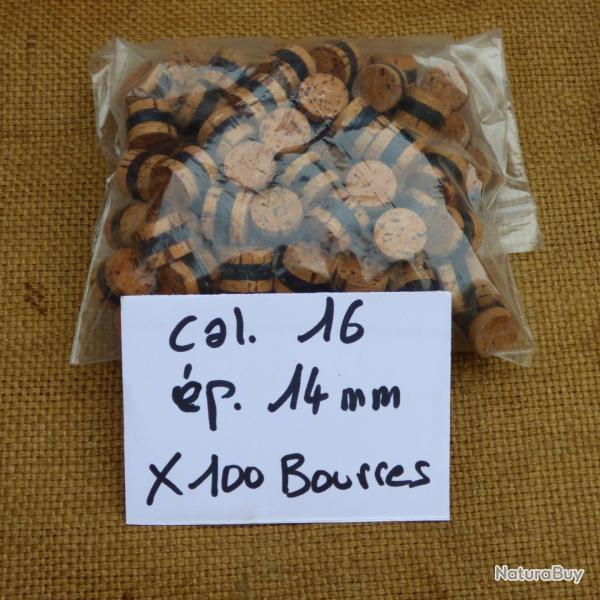 cal. 16
ép. 14 mm
X 100 Bourres
NaturaBuy